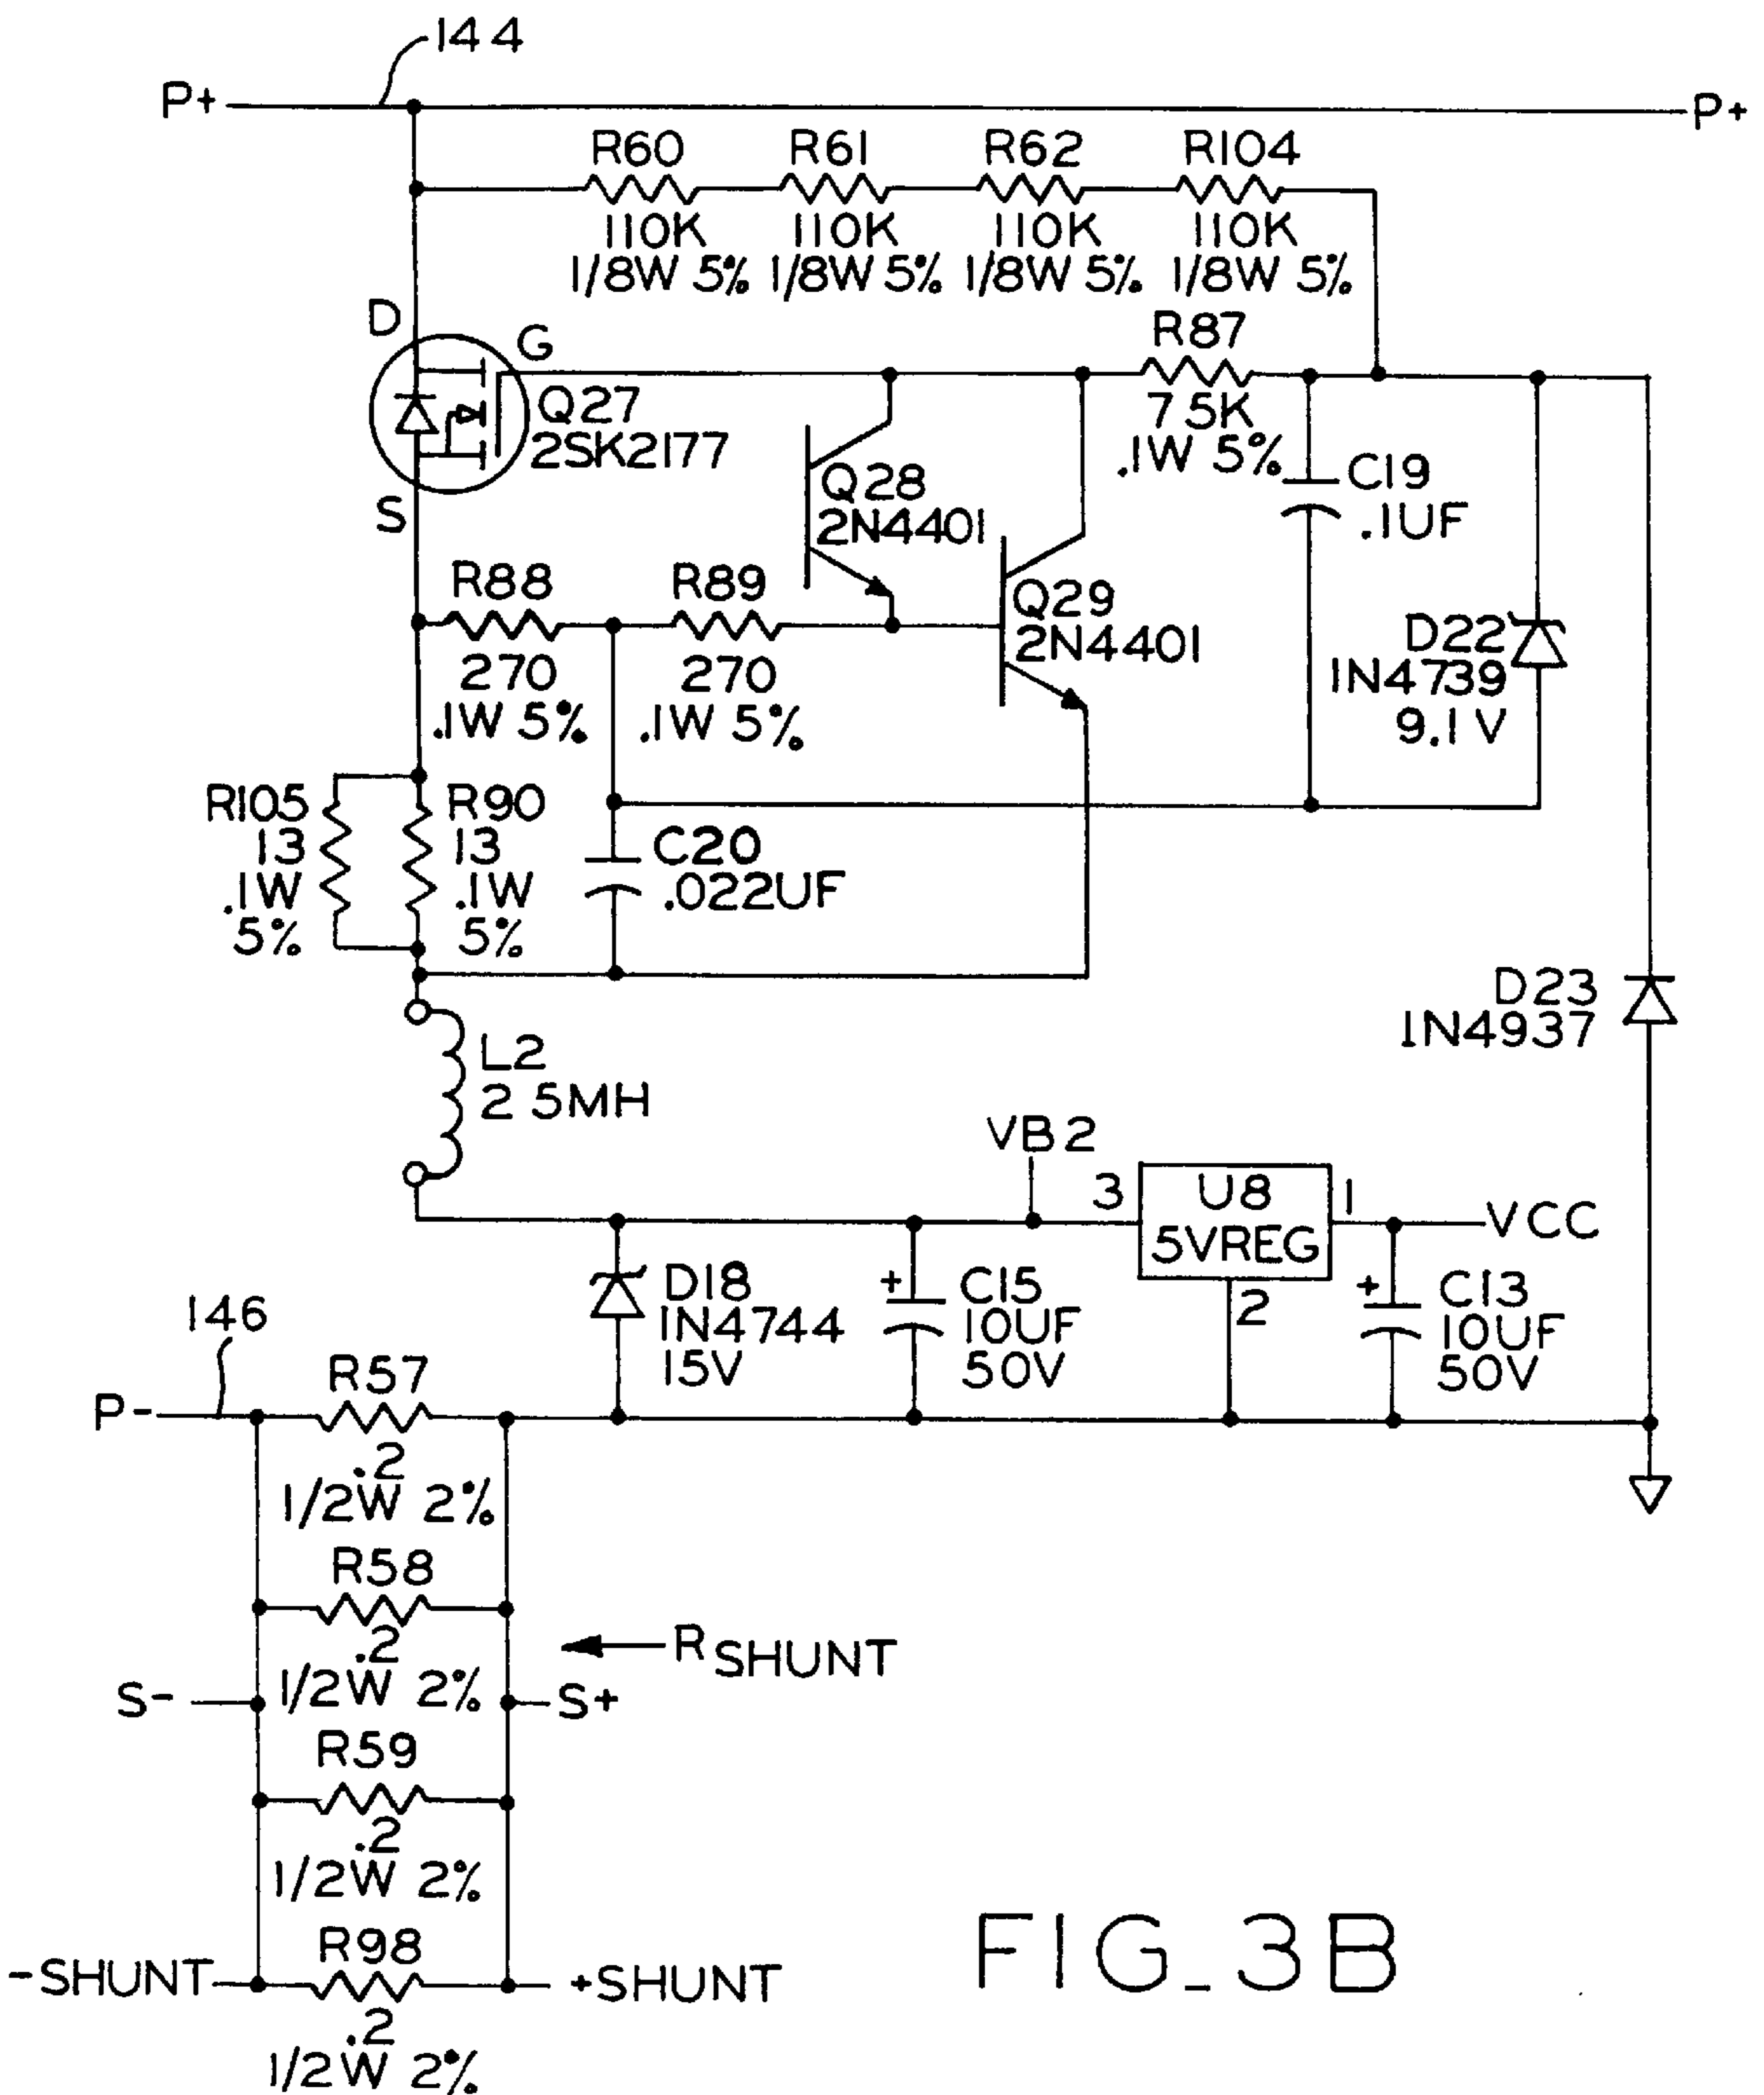 144
P+
P+
R60 R61 R62 R104
110K 110K 110K 110K
1/8W 5% 1/8W 5% 1/8W 5% 1/8W 5%
D
G
R87
75K
.1W 5%
Q27
2SK2177
S
Q28
2N4401
C19
.1UF
R88
270
.1W 5%
R89
270
.1W 5%
Q29
2N4401
D22
1N4739
9.1V
R105
13
.1W
5%
R90
13
.1W
5%
C20
.022UF
D23
1N4937
L2
2 5MH
VB2
3
U8
5VREG
1
2
VCC
D18
1N4744
15V
+
C15
10UF
50V
+
C13
10UF
50V
146
P-
R57
.2
1/2W 2%
R58
.2
1/2W 2%
RSHUNT
S-
S+
R59
.2
1/2W 2%
R98
-SHUNT
+SHUNT
.2
1/2W 2%
FIG_3B